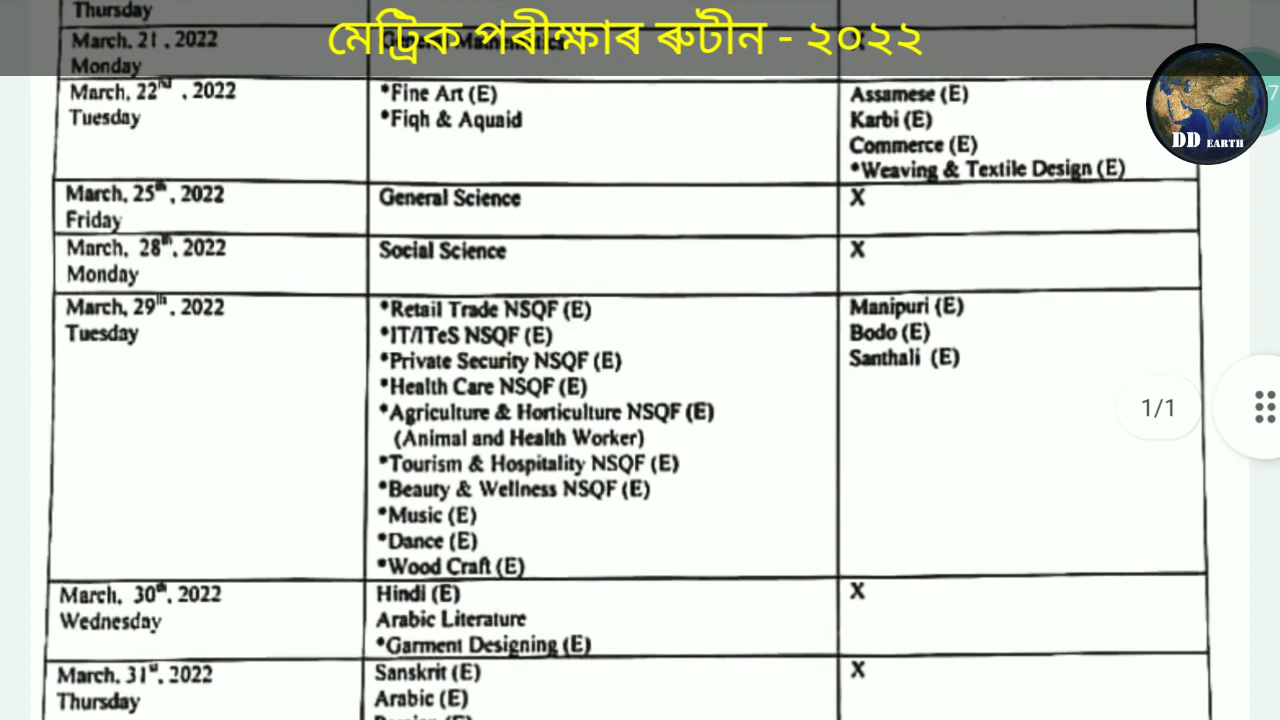 Thursday
মেট্ৰিক পৰীক্ষাৰ ৰুটীন - ২০২২
March, 21 , 2022
General Mathematics
X
Monday
March, 22nd , 2022
Tuesday
*Fine Art (E)
*Fiqh & Aquaid
Assamese (E)
Karbi (E)
Commerce (E)
*Weaving & Textile Design (E)
7
DD EARTH
March, 25th, 2022
Friday
General Science
X
March, 28th, 2022
Monday
Social Science
X
March, 29th, 2022
Tuesday
*Retail Trade NSQF (E)
*IT/ITeS NSQF (E)
*Private Security NSQF (E)
*Health Care NSQF (E)
*Agriculture & Horticulture NSQF (E)
(Animal and Health Worker)
*Tourism & Hospitality NSQF (E)
*Beauty & Wellness NSQF (E)
*Music (E)
*Dance (E)
*Wood Craft (E)
Manipuri (E)
Bodo (E)
Santhali (E)
1/1
March, 30th, 2022
Wednesday
Hindi (E)
Arabic Literature
*Garment Designing (E)
X
March, 31st, 2022
Thursday
Sanskrit (E)
Arabic (E)
Persian (E)
X